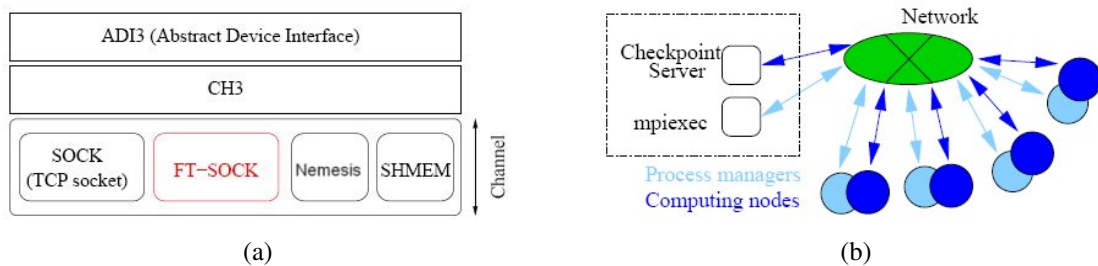 ADI3 (Abstract Device Interface)
CH3
SOCK
(TCP socket)
FT-SOCK
Nemesis
SHMEM
Channel
(a)
Network
Checkpoint
Server
mpiexec
Process managers
Computing nodes
(b)